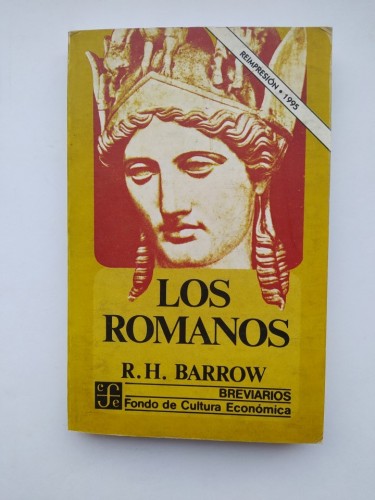 REIMPRESIÓN • 1995
LOS
ROMANOS
R.H. BARROW
BREVIARIOS
Fondo de Cultura Económica
c
f
e